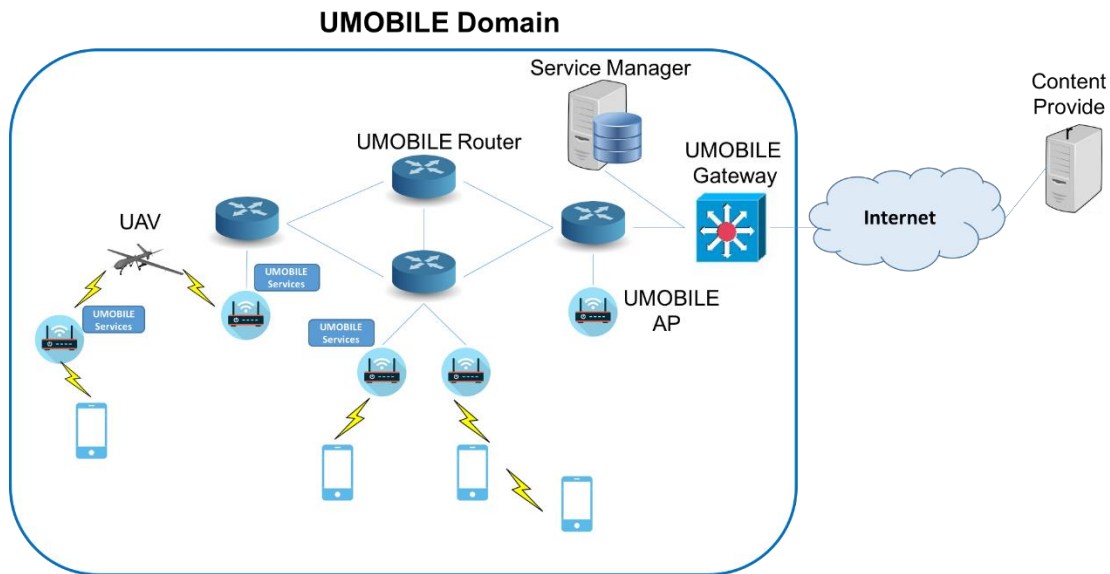 UMOBILE Domain
Service Manager
Content
Provide
r
UMOBILE Router
UMOBILE
Gateway
UAV
Internet
UMOBILE
Services
UMOBILE
Services
UMOBILE
Services
UMOBILE
AP